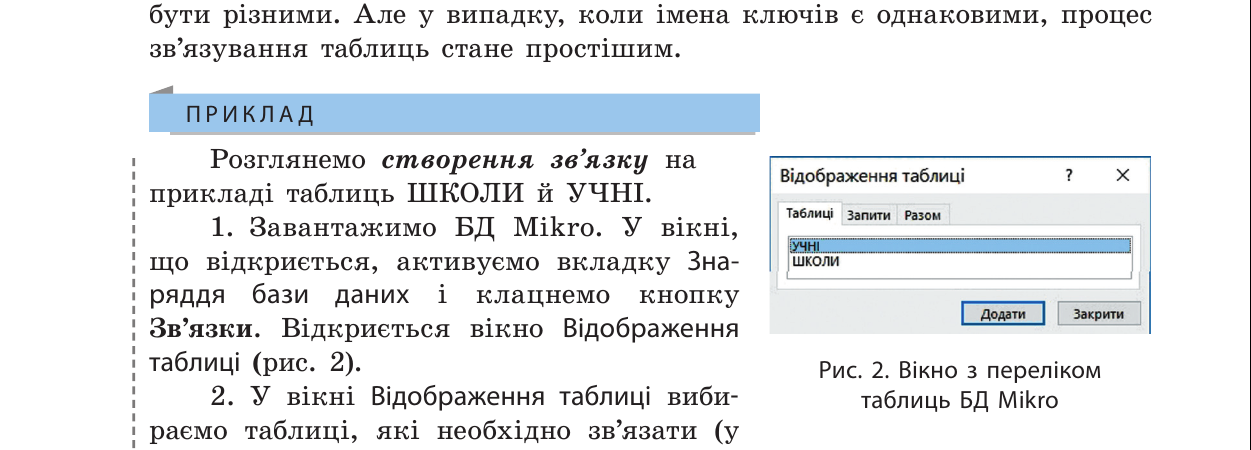 бути різними. Але у випадку, коли імена ключів є однаковими, процес
зв’язування таблиць стане простішим.
ПРИКЛАД
Розглянемо створення зв’язку на
прикладі таблиць ШКОЛИ й УЧНІ.
1. Завантажимо БД Mikro. У вікні,
що відкриється, активуємо вкладку Зна-
ряддя бази даних і клацнемо кнопку
Зв’язки. Відкриється вікно Відображення
таблиці (рис. 2).
2. У вікні Відображення таблиці виби-
раємо таблиці, які необхідно зв’язати (у
Відображення таблиці ? ×
Таблиці Запити Разом
УЧНІ
ШКОЛИ
Додати Закрити
Рис. 2. Вікно з переліком
таблиць БД Mikro